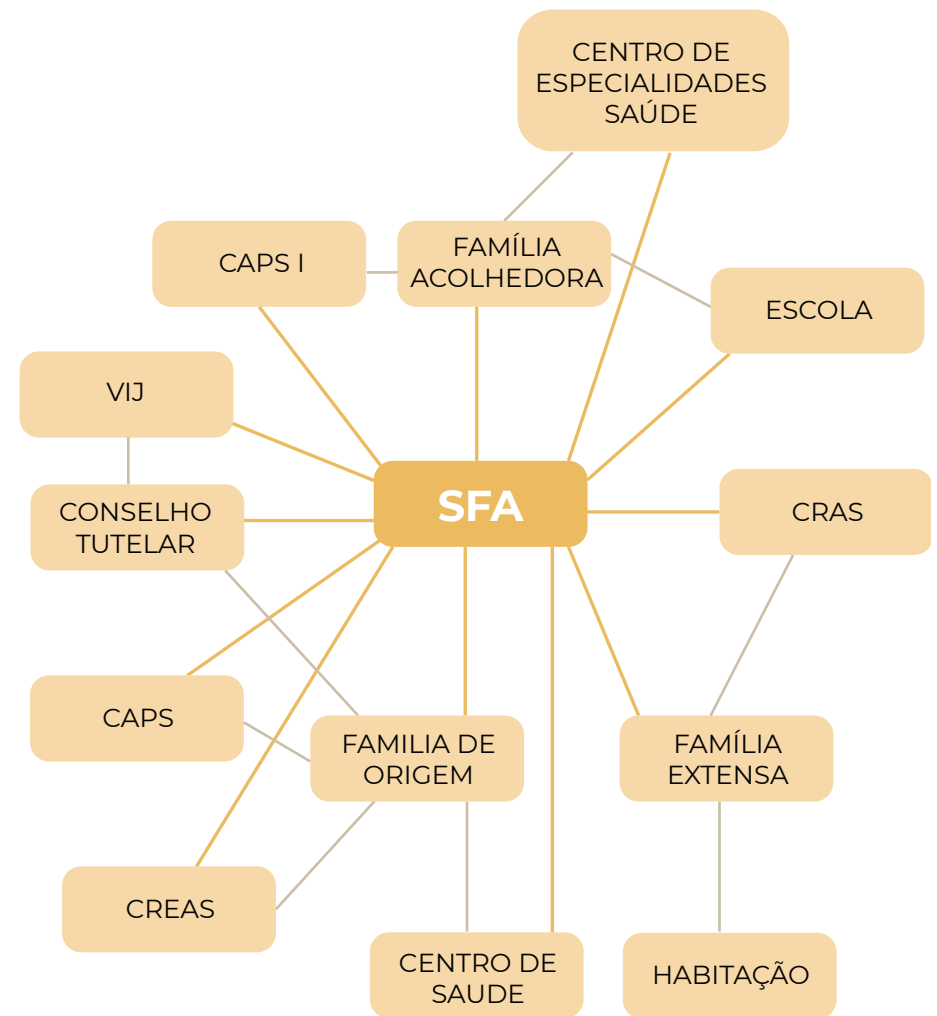 CENTRO DE
ESPECIALIDADES
SAÚDE
FAMÍLIA
ACOLHEDORA
CAPS I
ESCOLA
VIJ
SFA
CONSELHO
TUTELAR
CRAS
CAPS
FAMILIA DE
ORIGEM
FAMÍLIA
EXTENSA
CREAS
CENTRO DE
SAUDE
HABITAÇÃO